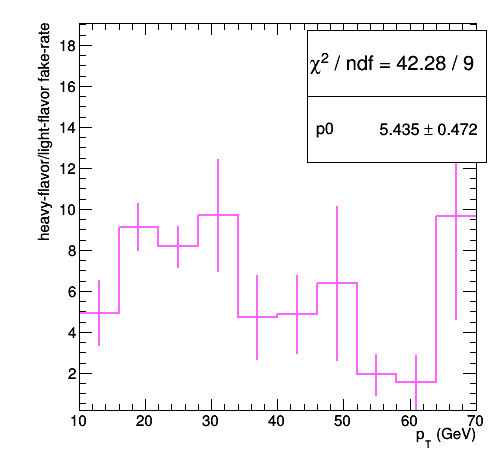 heavy-flavor/light-flavor fake-rate
χ² / ndf = 42.28 / 9
p0 5.435 ± 0.472
18
16
14
12
10
8
6
4
2
10 20 30 40 50 60 70
p_T (GeV)